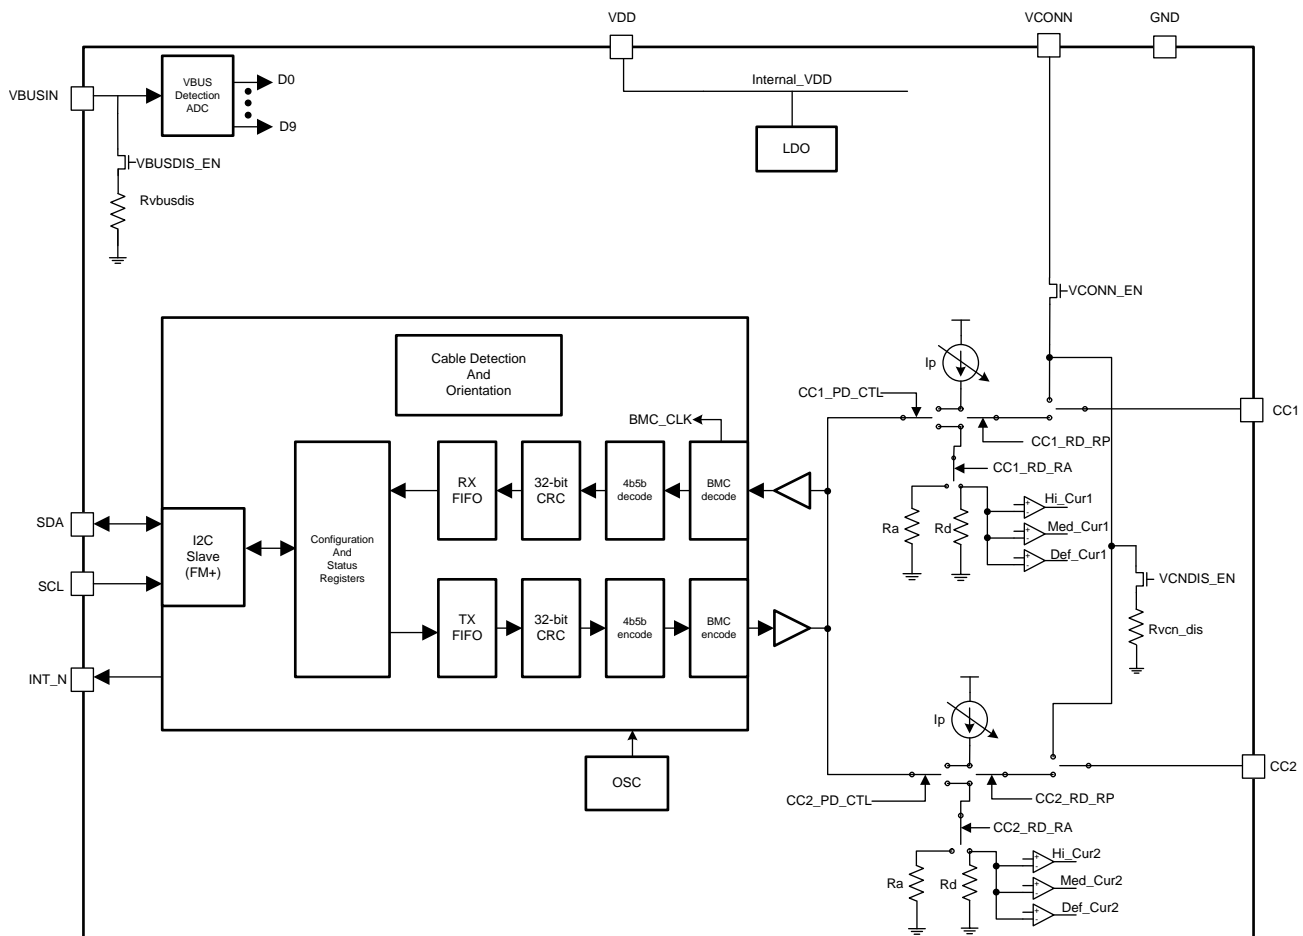 VDD
VCONN
GND
VBUSIN
VBUS
Detection
ADC
D0
D9
Internal_VDD
LDO
VBUSDIS_EN
Rvbusdis
VCONN_EN
Cable Detection
And
Orientation
Ip
CC1_PD_CTL
CC1
BMC_CLK
CC1_RD_RP
CC1_RD_RA
RX
FIFO
32-bit
CRC
4b5b
decode
BMC
decode
Ra
Rd
Hi_Cur1
Med_Cur1
Def_Cur1
SDA
SCL
INT_N
I2C
Slave
(FM+)
Configuration
And
Status
Registers
VCNDIS_EN
Rvcn_dis
TX
FIFO
32-bit
CRC
4b5b
encode
BMC
encode
Ip
OSC
CC2
CC2_PD_CTL
CC2_RD_RP
CC2_RD_RA
Ra
Rd
Hi_Cur2
Med_Cur2
Def_Cur2